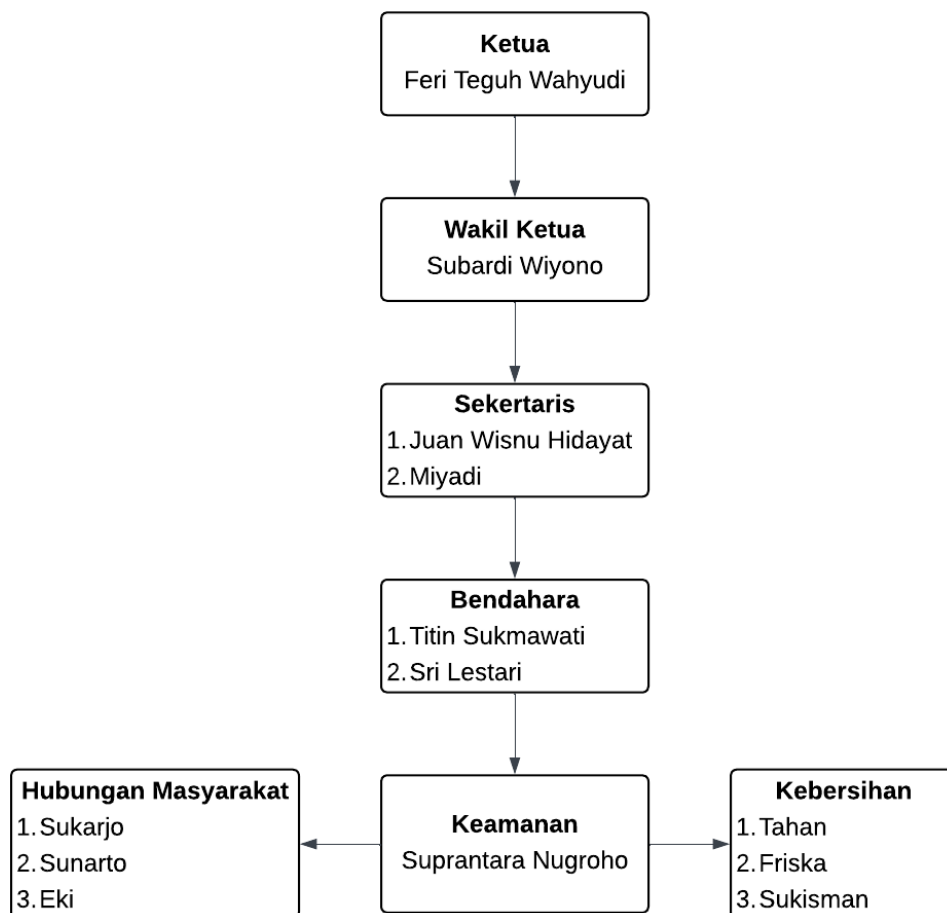 Ketua
Feri Teguh Wahyudi
Wakil Ketua
Subardi Wiyono
Sekertaris
1. Juan Wisnu Hidayat
2. Miyadi
Bendahara
1. Titin Sukmawati
2. Sri Lestari
Hubungan Masyarakat
1. Sukarjo
2. Sunarto
3. Eki
Keamanan
Suprantara Nugroho
Kebersihan
1. Tahan
2. Friska
3. Sukisman